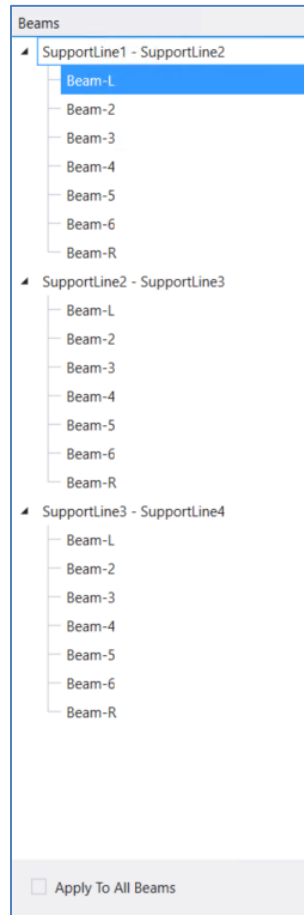 Beams
SupportLine1 - SupportLine2
Beam-L
Beam-2
Beam-3
Beam-4
Beam-5
Beam-6
Beam-R
SupportLine2 - SupportLine3
Beam-L
Beam-2
Beam-3
Beam-4
Beam-5
Beam-6
Beam-R
SupportLine3 - SupportLine4
Beam-L
Beam-2
Beam-3
Beam-4
Beam-5
Beam-6
Beam-R
Apply To All Beams